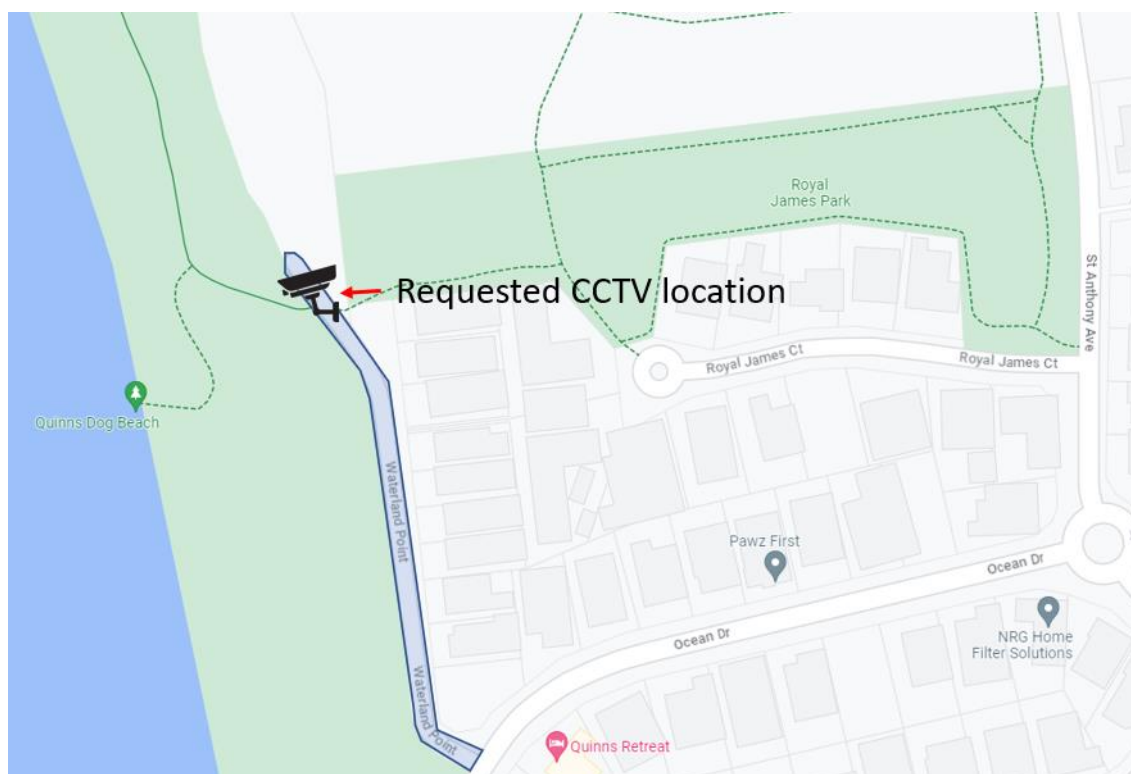 Royal
James Park
Requested CCTV location
St Anthony Ave
Royal James Ct
Royal James Ct
Quinns Dog Beach
Waterland Point
Pawz First
Ocean Dr
NRG Home
Filter Solutions
Ocean Dr
Waterland Point
Quinns Retreat